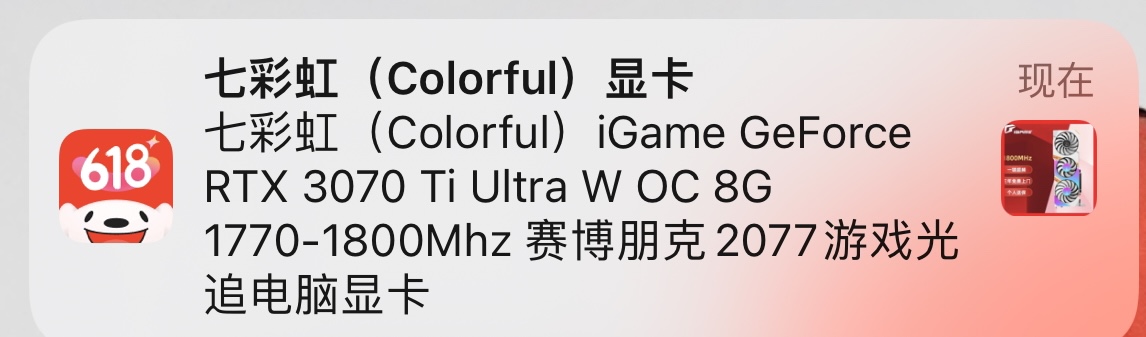 七彩虹（Colorful）显卡
现在
七彩虹（Colorful）iGame GeForce
RTX 3070 Ti Ultra W OC 8G
1770-1800Mhz 赛博朋克2077游戏光
追电脑显卡
618